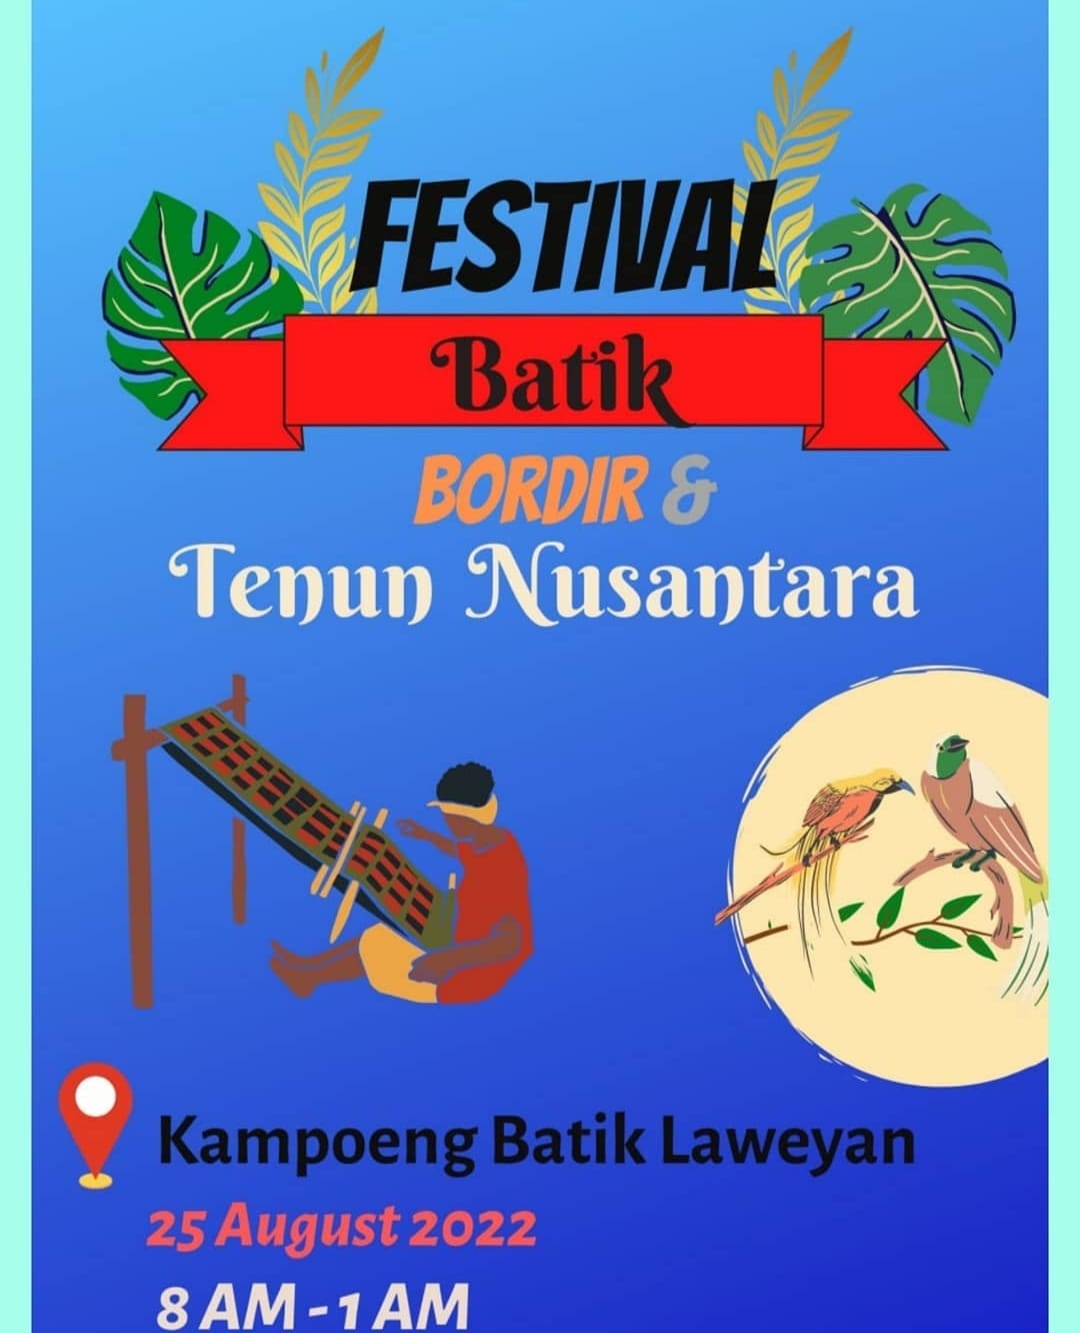 FESTIVAL
Batik
BORDIR &
Tenun Nusantara
Kampoeng Batik Laweyan
25 August 2022
8 AM - 1 AM